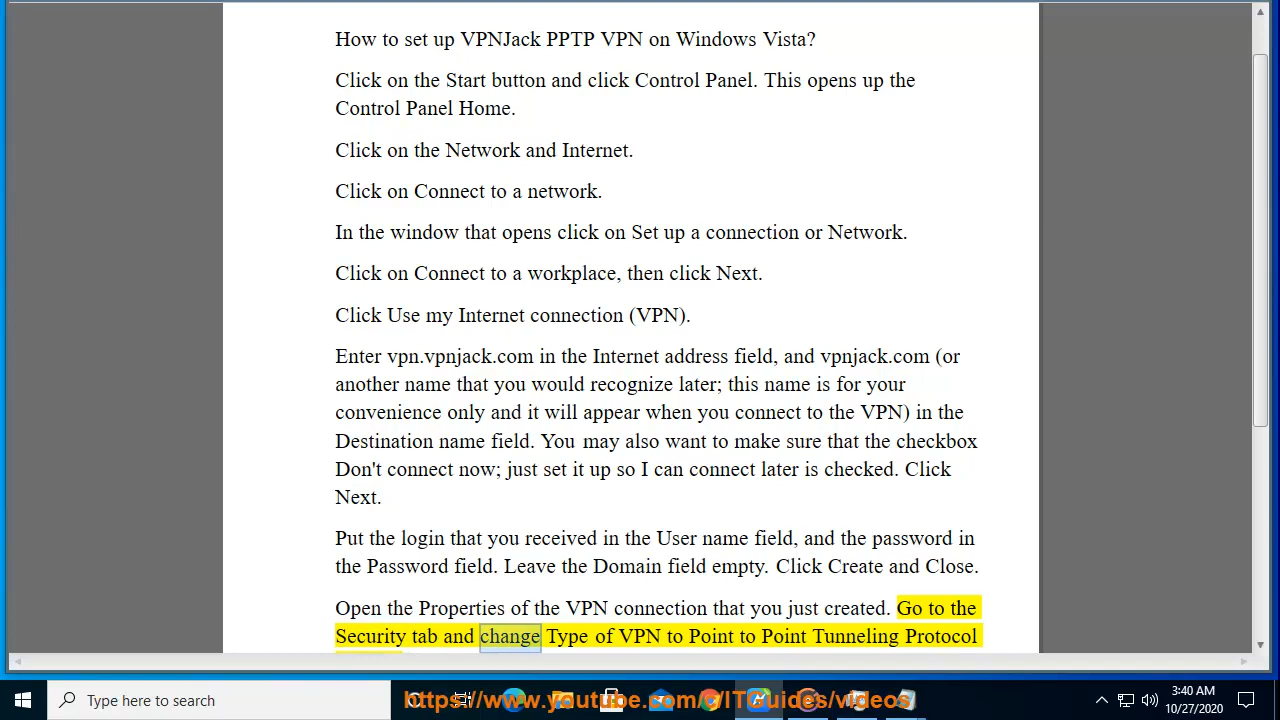 How to set up VPNJack PPTP VPN on Windows Vista?
Click on the Start button and click Control Panel. This opens up the
Control Panel Home.
Click on the Network and Internet.
Click on Connect to a network.
In the window that opens click on Set up a connection or Network.
Click on Connect to a workplace, then click Next.
Click Use my Internet connection (VPN).
Enter vpn.vpnjack.com in the Internet address field, and vpnjack.com (or
another name that you would recognize later; this name is for your
convenience only and it will appear when you connect to the VPN) in the
Destination name field. You may also want to make sure that the checkbox
Don't connect now; just set it up so I can connect later is checked. Click
Next.
Put the login that you received in the User name field, and the password in
the Password field. Leave the Domain field empty. Click Create and Close.
Open the Properties of the VPN connection that you just created. Go to the
Security tab and change Type of VPN to Point to Point Tunneling Protocol
Type here to search
https://www.youtube.com/c/ITGuides/videos
3:40 AM
10/27/2020